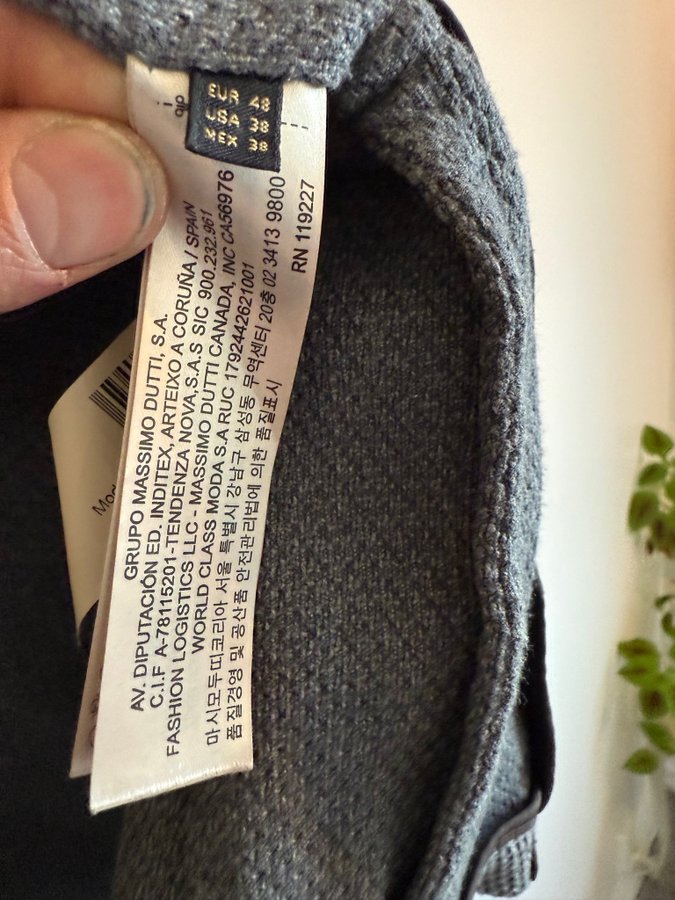 EUR 48
USA 38
MEX 38
GRUPO MASSIMO DUTTI, S.A.
AV. DIPUTACIÓN ED. INDITEX, ARTEIXO A CORUÑA / SPAIN
C.I.F A-78115201-TENDENZA NOVA,S.A.S SIC 900.232.961
FASHION LOGISTICS LLC - MASSIMO DUTTI CANADA, INC CA56976
WORLD CLASS MODA S.A RUC 1792442621001
마시모두띠코리아 서울 특별시 강남구 삼성동 무역센터 20층 02 3413 9800
품질경영 및 공산품 안전관리법에 의한 품질표시
RN 119227